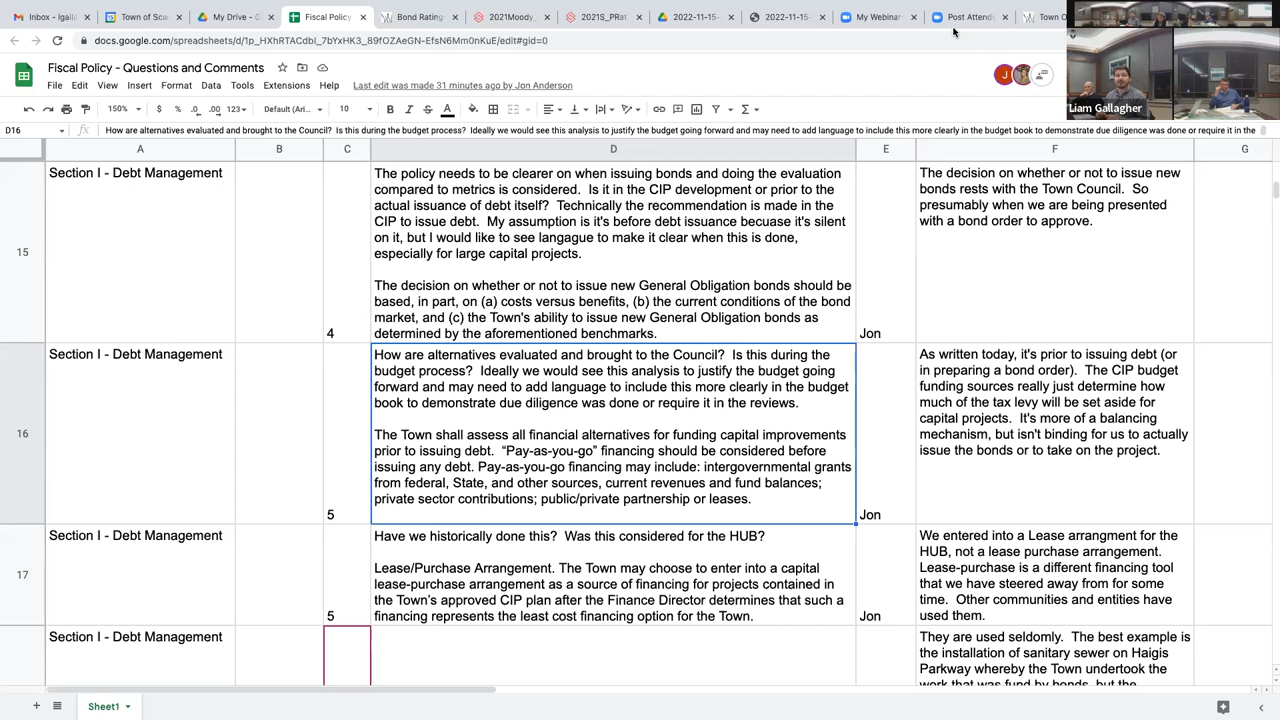 Inbox - lgalla
Town of Sca
My Drive - G
Fiscal Policy
Bond Rating
2021Moody
2021S_PRat
2022-11-15-
2022-11-15-
My Webinar
Post Attend
Town O
docs.google.com/spreadsheets/d/1p_HXhRTACdbI_7bYxHK3_89fOZAeGN-EfsN6Mm0nKuE/edit#gid=0
Fiscal Policy - Questions and Comments
File Edit View Insert Format Data Tools Extensions Help Last edit was made 31 minutes ago by Jon Anderson
J
Liam Gallagher
150% $ % .0 .00 123 Default (Ari... 10 B I S A
D16 fx How are alternatives evaluated and brought to the Council? Is this during the budget process? Ideally we would see this analysis to justify the budget going forward and may need to add language to include this more clearly in the budget book to demonstrate due diligence was done or require it in the
A B C D E F G
15
Section I - Debt Management
4
The policy needs to be clearer on when issuing bonds and doing the evaluation
compared to metrics is considered. Is it in the CIP development or prior to the
actual issuance of debt itself? Technically the recommendation is made in the
CIP to issue debt. My assumption is it's before debt issuance becuase it's silent
on it, but I would like to see langague to make it clear when this is done,
especially for large capital projects.
The decision on whether or not to issue new General Obligation bonds should be
based, in part, on (a) costs versus benefits, (b) the current conditions of the bond
market, and (c) the Town's ability to issue new General Obligation bonds as
determined by the aforementioned benchmarks.
Jon
The decision on whether or not to issue new
bonds rests with the Town Council. So
presumably when we are being presented
with a bond order to approve.
16
Section I - Debt Management
5
How are alternatives evaluated and brought to the Council? Is this during the
budget process? Ideally we would see this analysis to justify the budget going
forward and may need to add language to include this more clearly in the budget
book to demonstrate due diligence was done or require it in the reviews.
The Town shall assess all financial alternatives for funding capital improvements
prior to issuing debt. “Pay-as-you-go” financing should be considered before
issuing any debt. Pay-as-you-go financing may include: intergovernmental grants
from federal, State, and other sources, current revenues and fund balances;
private sector contributions; public/private partnership or leases.
Jon
As written today, it's prior to issuing debt (or
in preparing a bond order). The CIP budget
funding sources really just determine how
much of the tax levy will be set aside for
capital projects. It's more of a balancing
mechanism, but isn't binding for us to actually
issue the bonds or to take on the project.
17
Section I - Debt Management
5
Have we historically done this? Was this considered for the HUB?
Lease/Purchase Arrangement. The Town may choose to enter into a capital
lease-purchase arrangement as a source of financing for projects contained in
the Town's approved CIP plan after the Finance Director determines that such a
financing represents the least cost financing option for the Town.
Jon
We entered into a Lease arrangment for the
HUB, not a lease purchase arrangement.
Lease-purchase is a different financing tool
that we have steered away from for some
time. Other communities and entities have
used them.
Section I - Debt Management
They are used seldomly. The best example is
the installation of sanitary sewer on Haigis
Parkway whereby the Town undertook the
work that was fund by bonds, but the
Sheet1